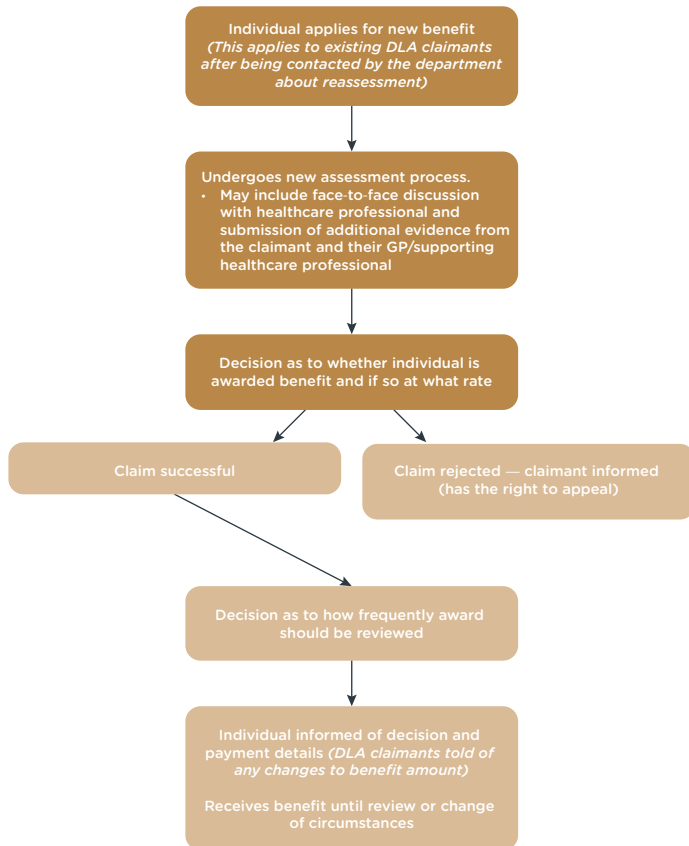 Individual applies for new benefit
(This applies to existing DLA claimants
after being contacted by the department
about reassessment)
Undergoes new assessment process.
• May include face-to-face discussion
with healthcare professional and
submission of additional evidence from
the claimant and their GP/supporting
healthcare professional
Decision as to whether individual is
awarded benefit and if so at what rate
Claim successful
Claim rejected — claimant informed
(has the right to appeal)
Decision as to how frequently award
should be reviewed
Individual informed of decision and
payment details (DLA claimants told of
any changes to benefit amount)
Receives benefit until review or change
of circumstances